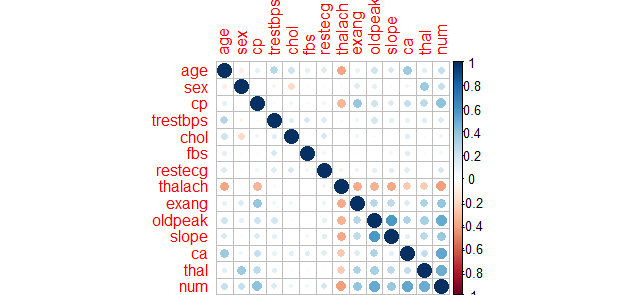 age sex cp trestbps chol fbs restecg thalach exang oldpeak slope ca thal num
age
sex
cp
trestbps
chol
fbs
restecg
thalach
exang
oldpeak
slope
ca
thal
num
1
0.8
0.6
0.4
0.2
0
-0.2
-0.4
-0.6
-0.8